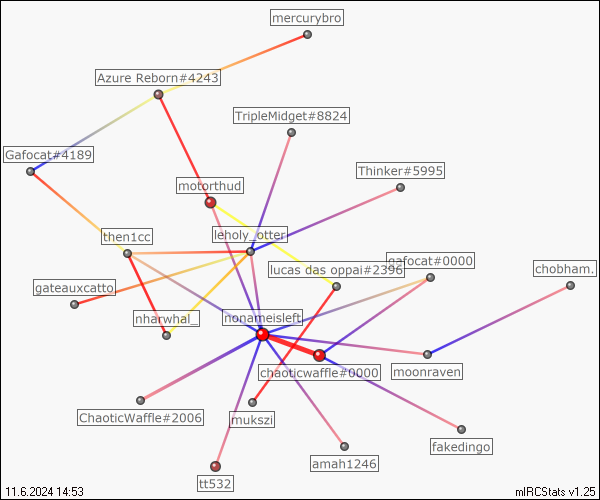 mercurybro
Azure Reborn#4243
TripleMidget#8824
Gafocat#4189
Thinker#5995
motorthud
then1cc
leholy_otter
gafocat#0000
lucas das oppai#2396
chobham.
gateauxcatto
nharwhal_
nonameisleft
chaoticwaffle#0000
moonraven
ChaoticWaffle#2006
mukszi
fakedingo
amah1246
tt532
11.6.2024 14:53
mIRCStats v1.25